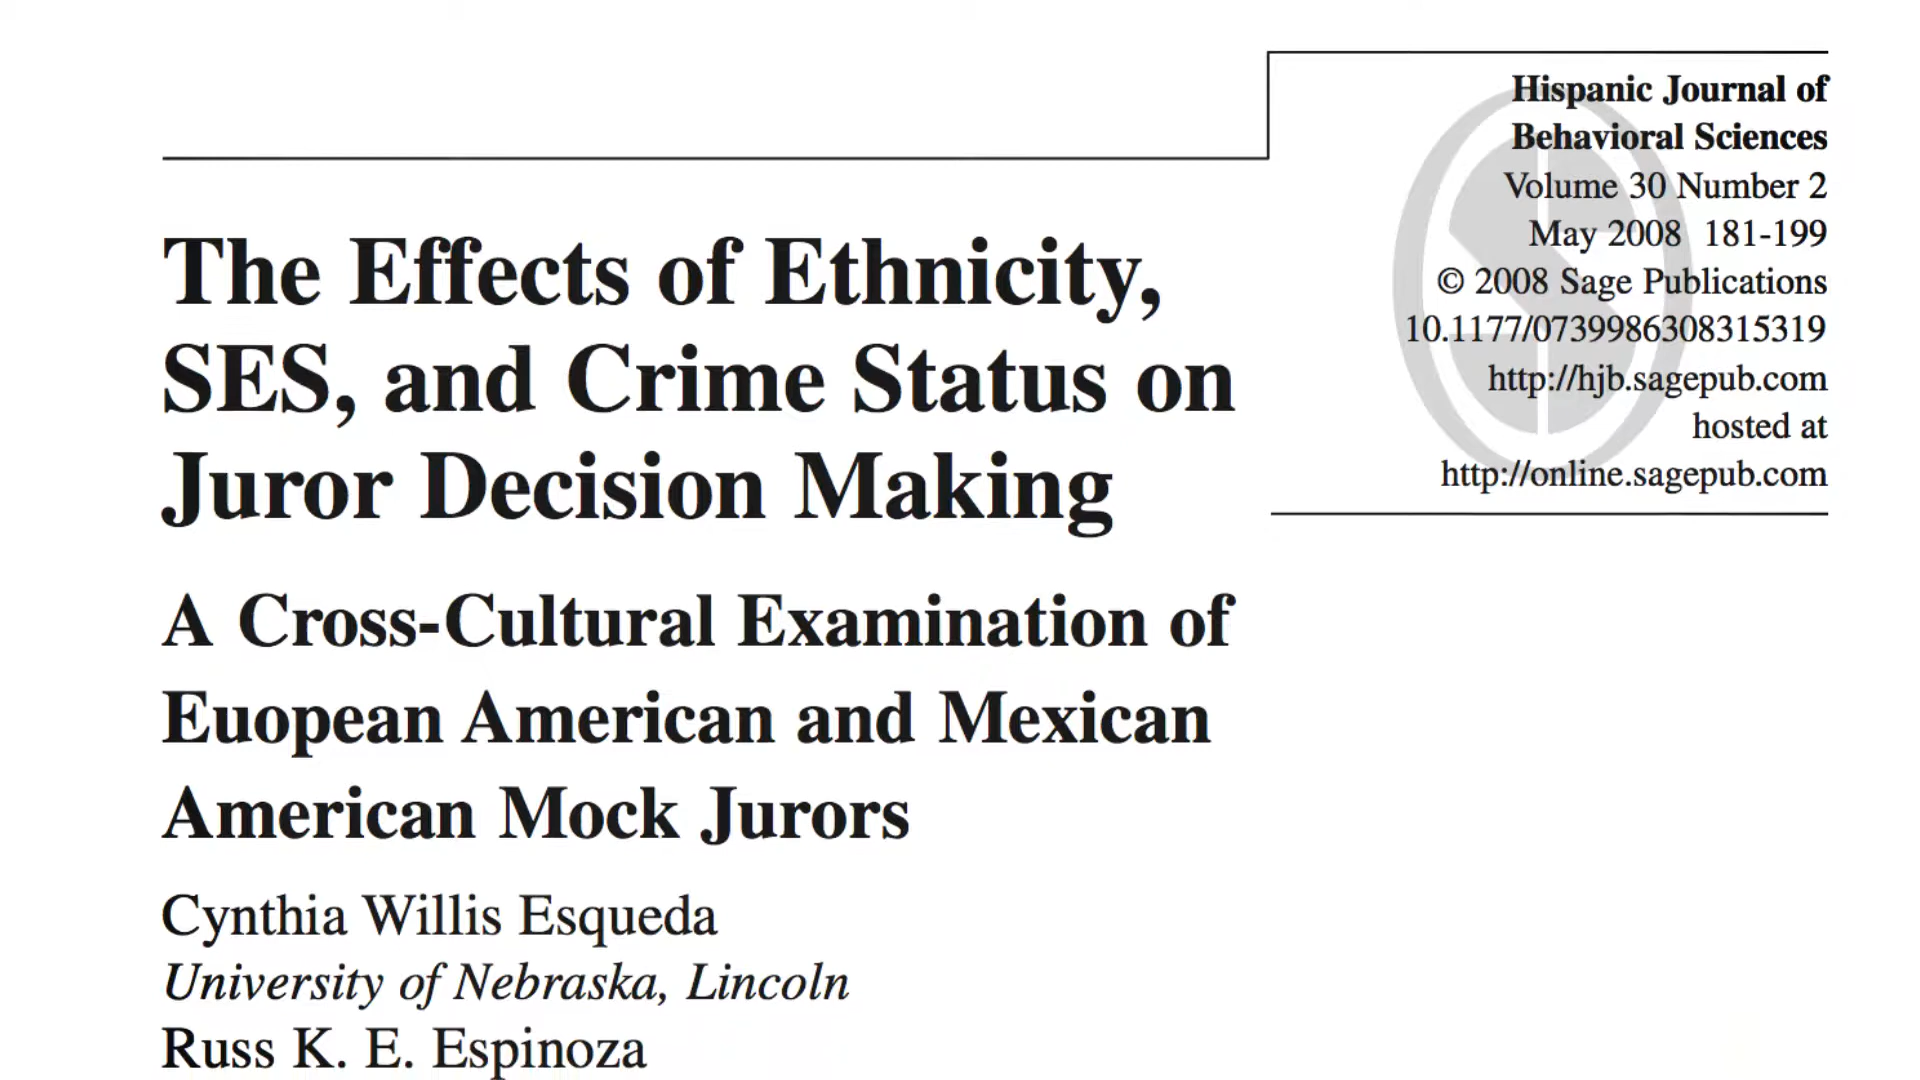 Hispanic Journal of
Behavioral Sciences
Volume 30 Number 2
May 2008 181-199
© 2008 Sage Publications
10.1177/0739986308315319
http://hjb.sagepub.com
hosted at
http://online.sagepub.com
The Effects of Ethnicity,
SES, and Crime Status on
Juror Decision Making
A Cross-Cultural Examination of
Euopean American and Mexican
American Mock Jurors
Cynthia Willis Esqueda
University of Nebraska, Lincoln
Russ K. E. Espinoza